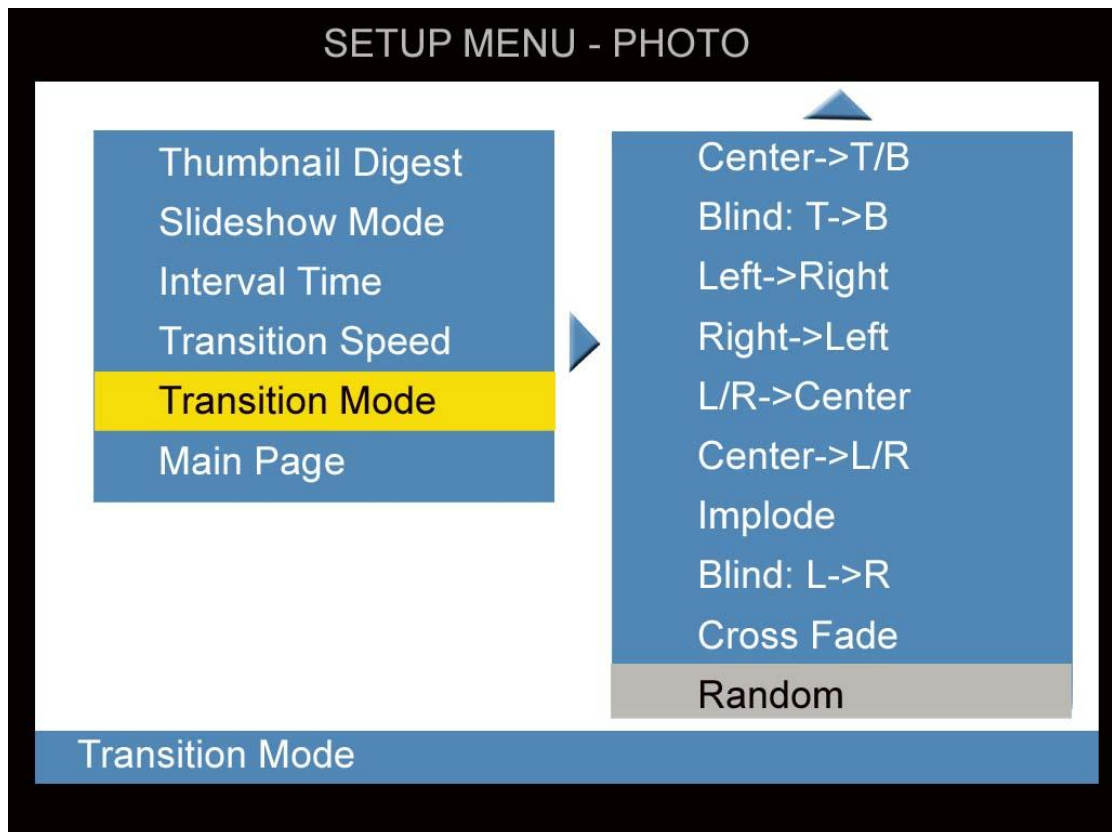 SETUP MENU - PHOTO
Thumbnail Digest
Slideshow Mode
Interval Time
Transition Speed
Transition Mode
Main Page
Center->T/B
Blind: T->B
Left->Right
Right->Left
L/R->Center
Center->L/R
Implode
Blind: L->R
Cross Fade
Random
Transition Mode